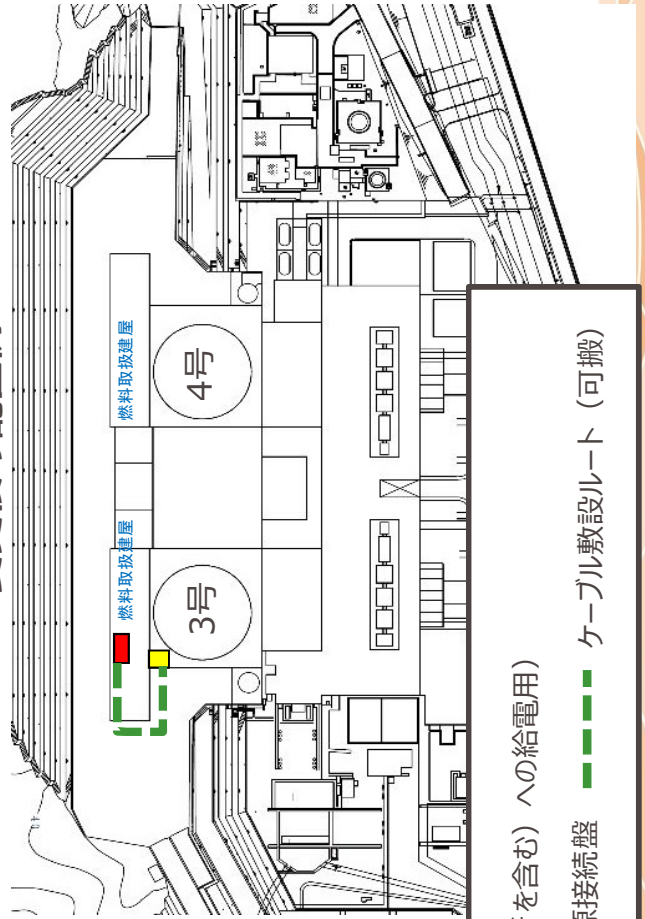 燃料取扱建屋
4号
燃料取扱建屋
3号
を含む) への給電用)
接続盤
ケーブル敷設ルート (可搬)